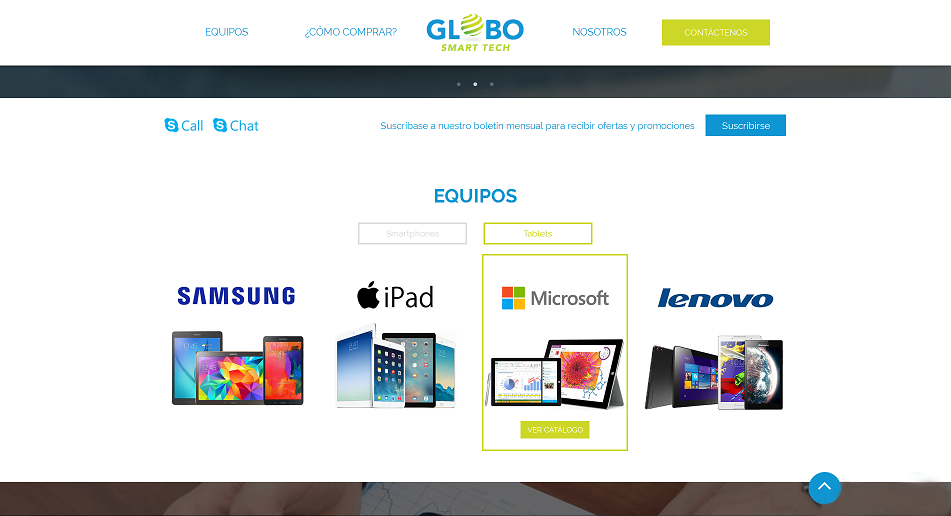 EQUIPOS
¿CÓMO COMPRAR?
GLOBO
SMART TECH
NOSOTROS
CONTÁCTENOS
Call
Chat
Suscríbase a nuestro boletín mensual para recibir ofertas y promociones
Suscribirse
EQUIPOS
Smartphones
Tablets
SAMSUNG
iPad
Microsoft
lenovo
VER CATÁLOGO